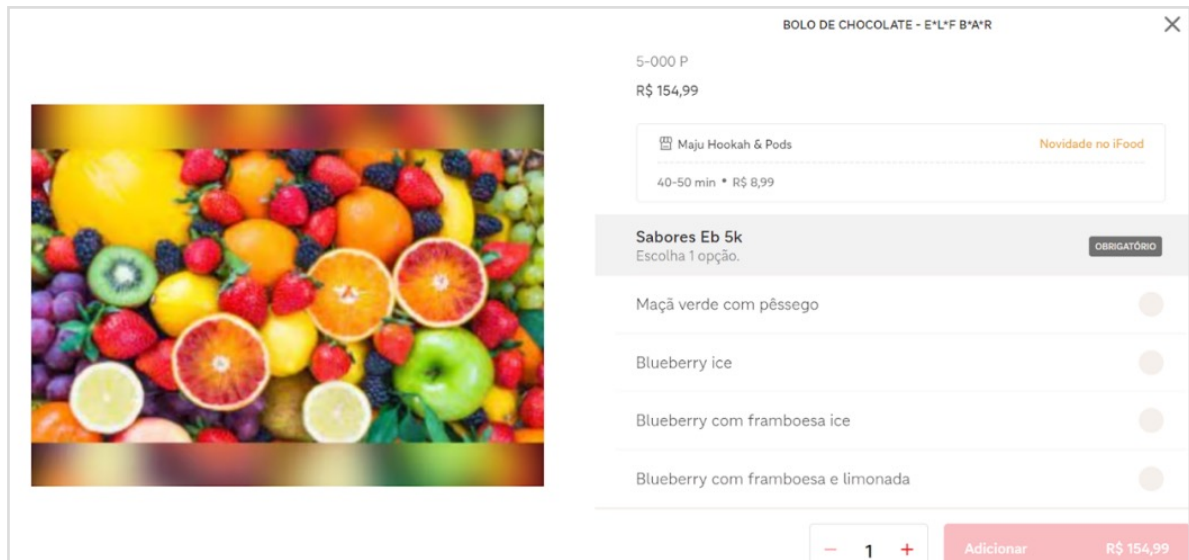 BOLO DE CHOCOLATE - E*L*F B*A*R
5-000 P
R$ 154,99
Maju Hookah & Pods
Novidade no iFood
40-50 min • R$ 8,99
Sabores Eb 5k
OBRIGATÓRIO
Escolha 1 opção.
Maçã verde com pêssego
Blueberry ice
Blueberry com framboesa ice
Blueberry com framboesa e limonada
1
Adicionar
R$ 154,99